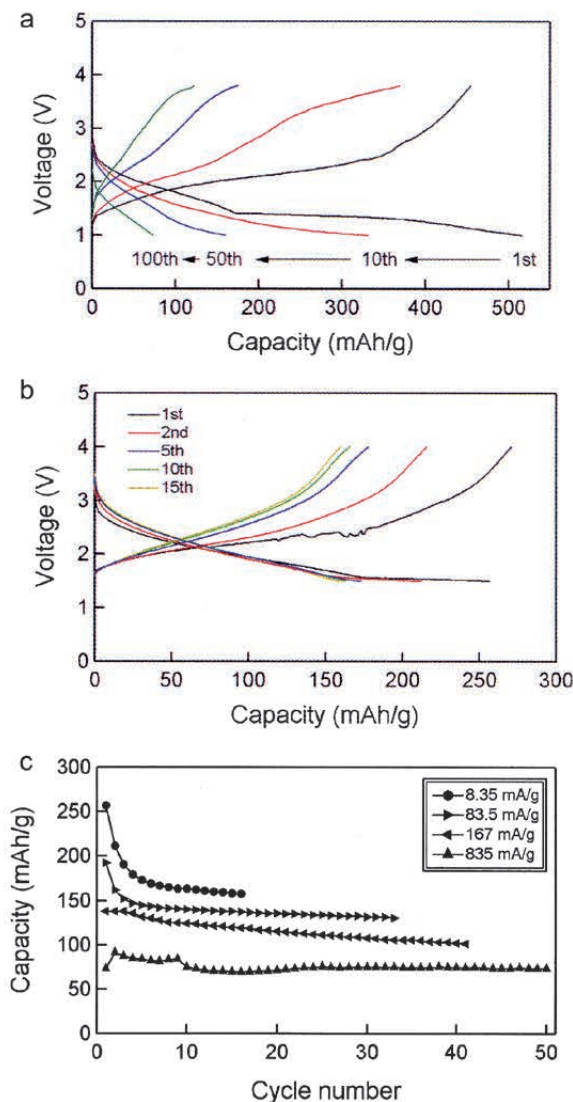 a
5
4
3
2
1
0
Voltage (V)
100th
50th
10th
1st
0
100
200
300
400
500
Capacity (mAh/g)
b
5
4
3
2
1
0
Voltage (V)
1st
2nd
5th
10th
15th
0
50
100
150
200
250
300
Capacity (mAh/g)
c
300
250
200
150
100
50
0
Capacity (mAh/g)
8.35 mA/g
83.5 mA/g
167 mA/g
835 mA/g
0
10
20
30
40
50
Cycle number